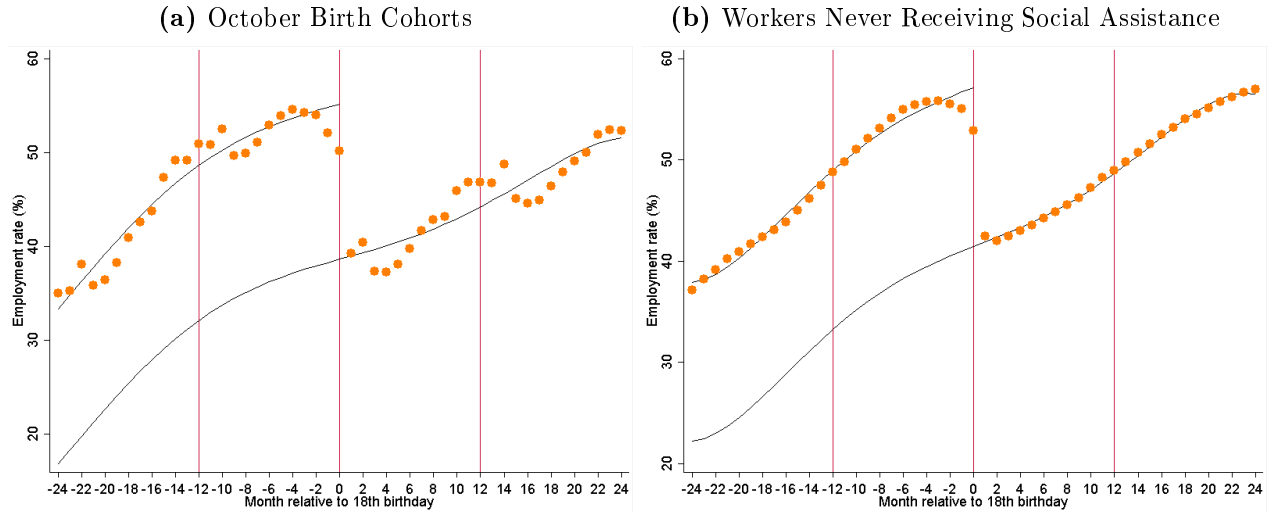 (a) October Birth Cohorts
60
50
40
30
20
Employment rate (%)
-24 -22 -20 -18 -16 -14 -12 -10 -8 -6 -4 -2 0 2 4 6 8 10 12 14 16 18 20 22 24
Month relative to 18th birthday
(b) Workers Never Receiving Social Assistance
60
50
40
30
20
Employment rate (%)
-24 -22 -20 -18 -16 -14 -12 -10 -8 -6 -4 -2 0 2 4 6 8 10 12 14 16 18 20 22 24
Month relative to 18th birthday